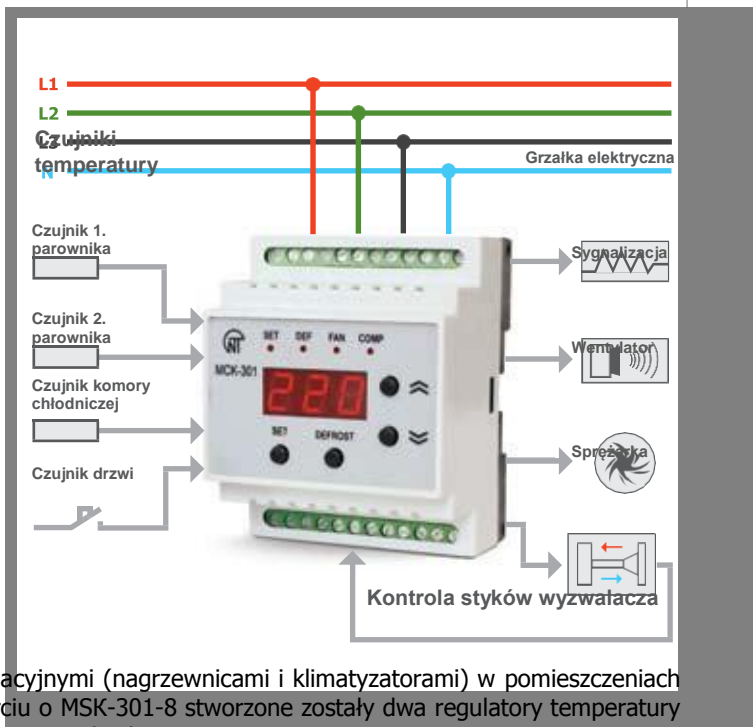 L1
L2
Czujniki
L3
temperatury
N
Grzałka elektryczna
Czujnik 1.
parownika
Sygnalizacja
Czujnik 2.
parownika
Wentylator
SET DEF FAN COMP
MCK-301
220
Czujnik komory
chłodniczej
SET DEFROST
Sprężarka
Czujnik drzwi
Kontrola styków wyzwalacza
acyjnymi (nagrzewnicami i klimatyzatorami) w pomieszczeniach
ciu o MSK-301-8 stworzone zostały dwa regulatory temperatury